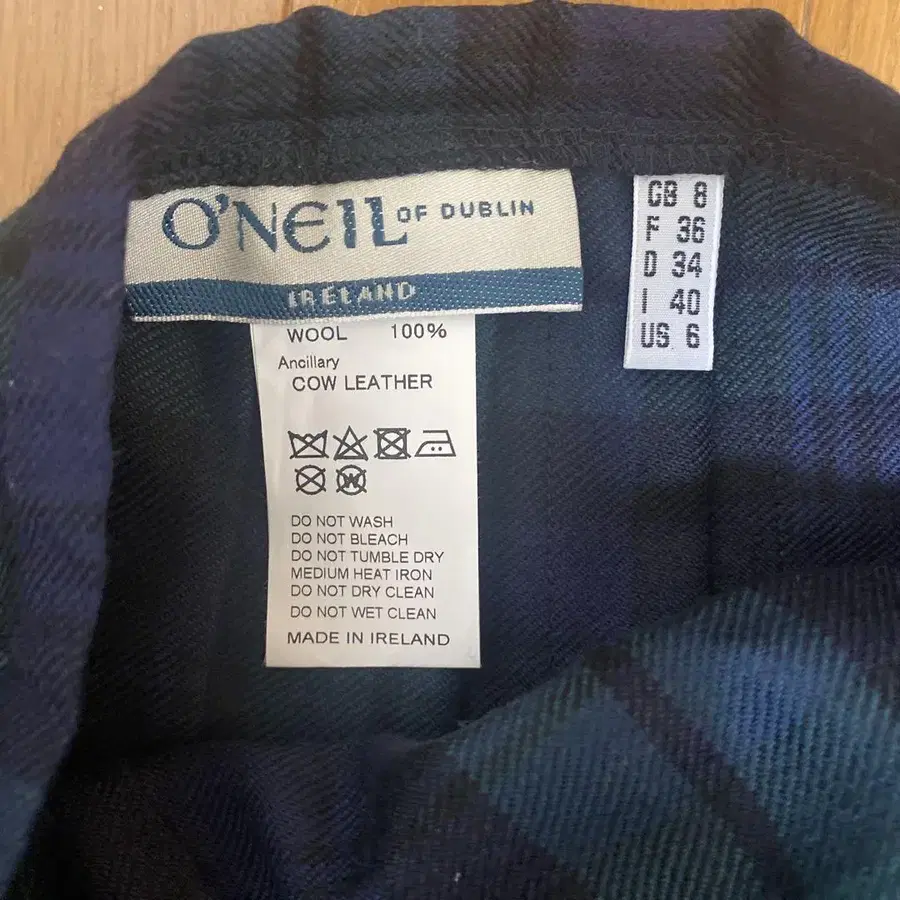 O'NEIL OF DUBLIN
IRELAND
WOOL 100%
Ancillary
COW LEATHER
W
DO NOT WASH
DO NOT BLEACH
DO NOT TUMBLE DRY
MEDIUM HEAT IRON
DO NOT DRY CLEAN
DO NOT WET CLEAN
MADE IN IRELAND
GB 8
F 36
D 34
I 40
US 6